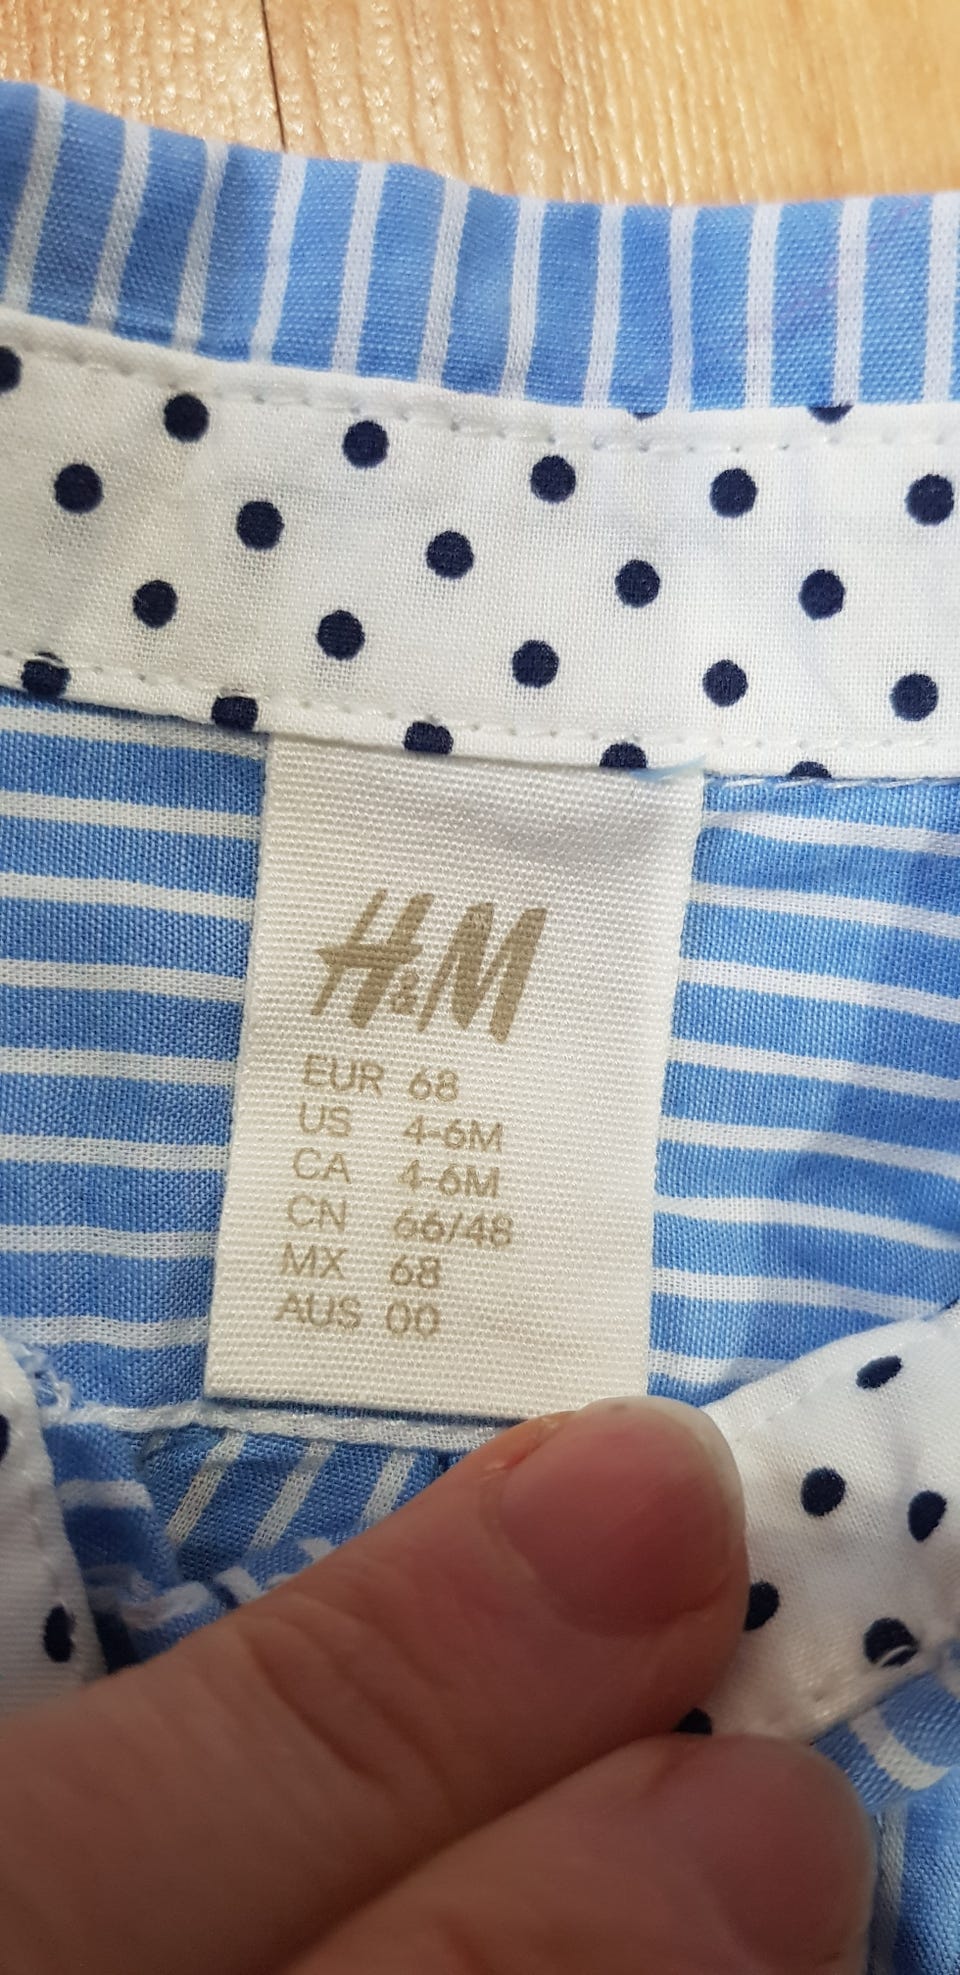 H&M
EUR 68
US 4-6M
CA 4-6M
CN 66/48
MX 68
AUS 00